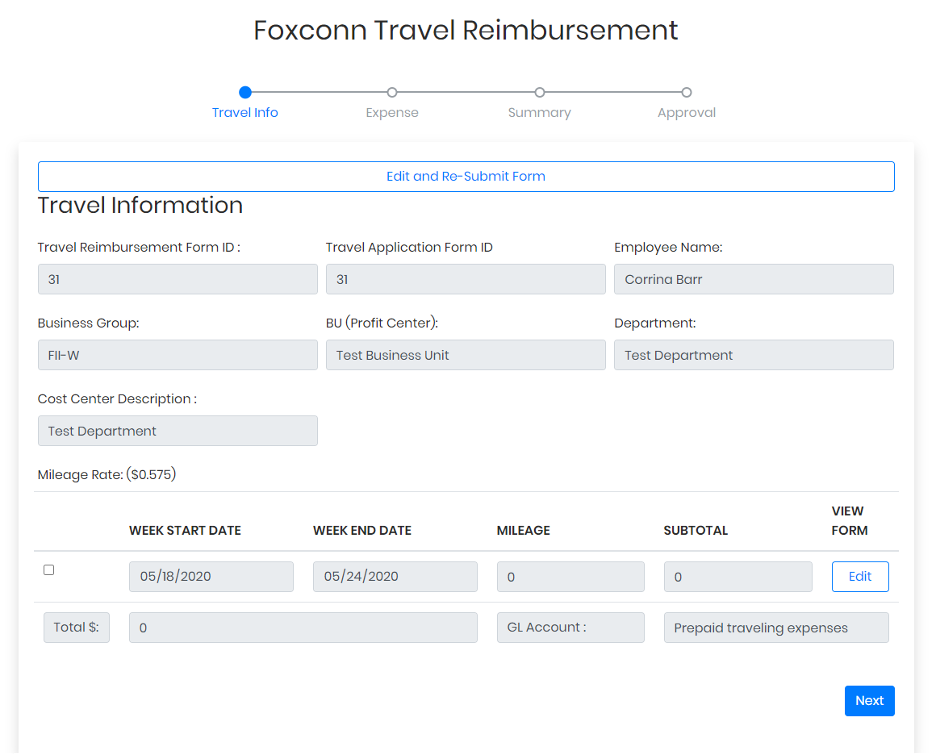 Foxconn Travel Reimbursement
Travel Info Expense Summary Approval
Edit and Re-Submit Form
Travel Information
Travel Reimbursement Form ID : Travel Application Form ID Employee Name:
31 31 Corrina Barr
Business Group: BU (Profit Center): Department:
FII-W Test Business Unit Test Department
Cost Center Description :
Test Department
Mileage Rate: ($0.575)
WEEK START DATE WEEK END DATE MILEAGE SUBTOTAL VIEW FORM
05/18/2020 05/24/2020 0 0 Edit
Total $: 0 GL Account : Prepaid traveling expenses
Next